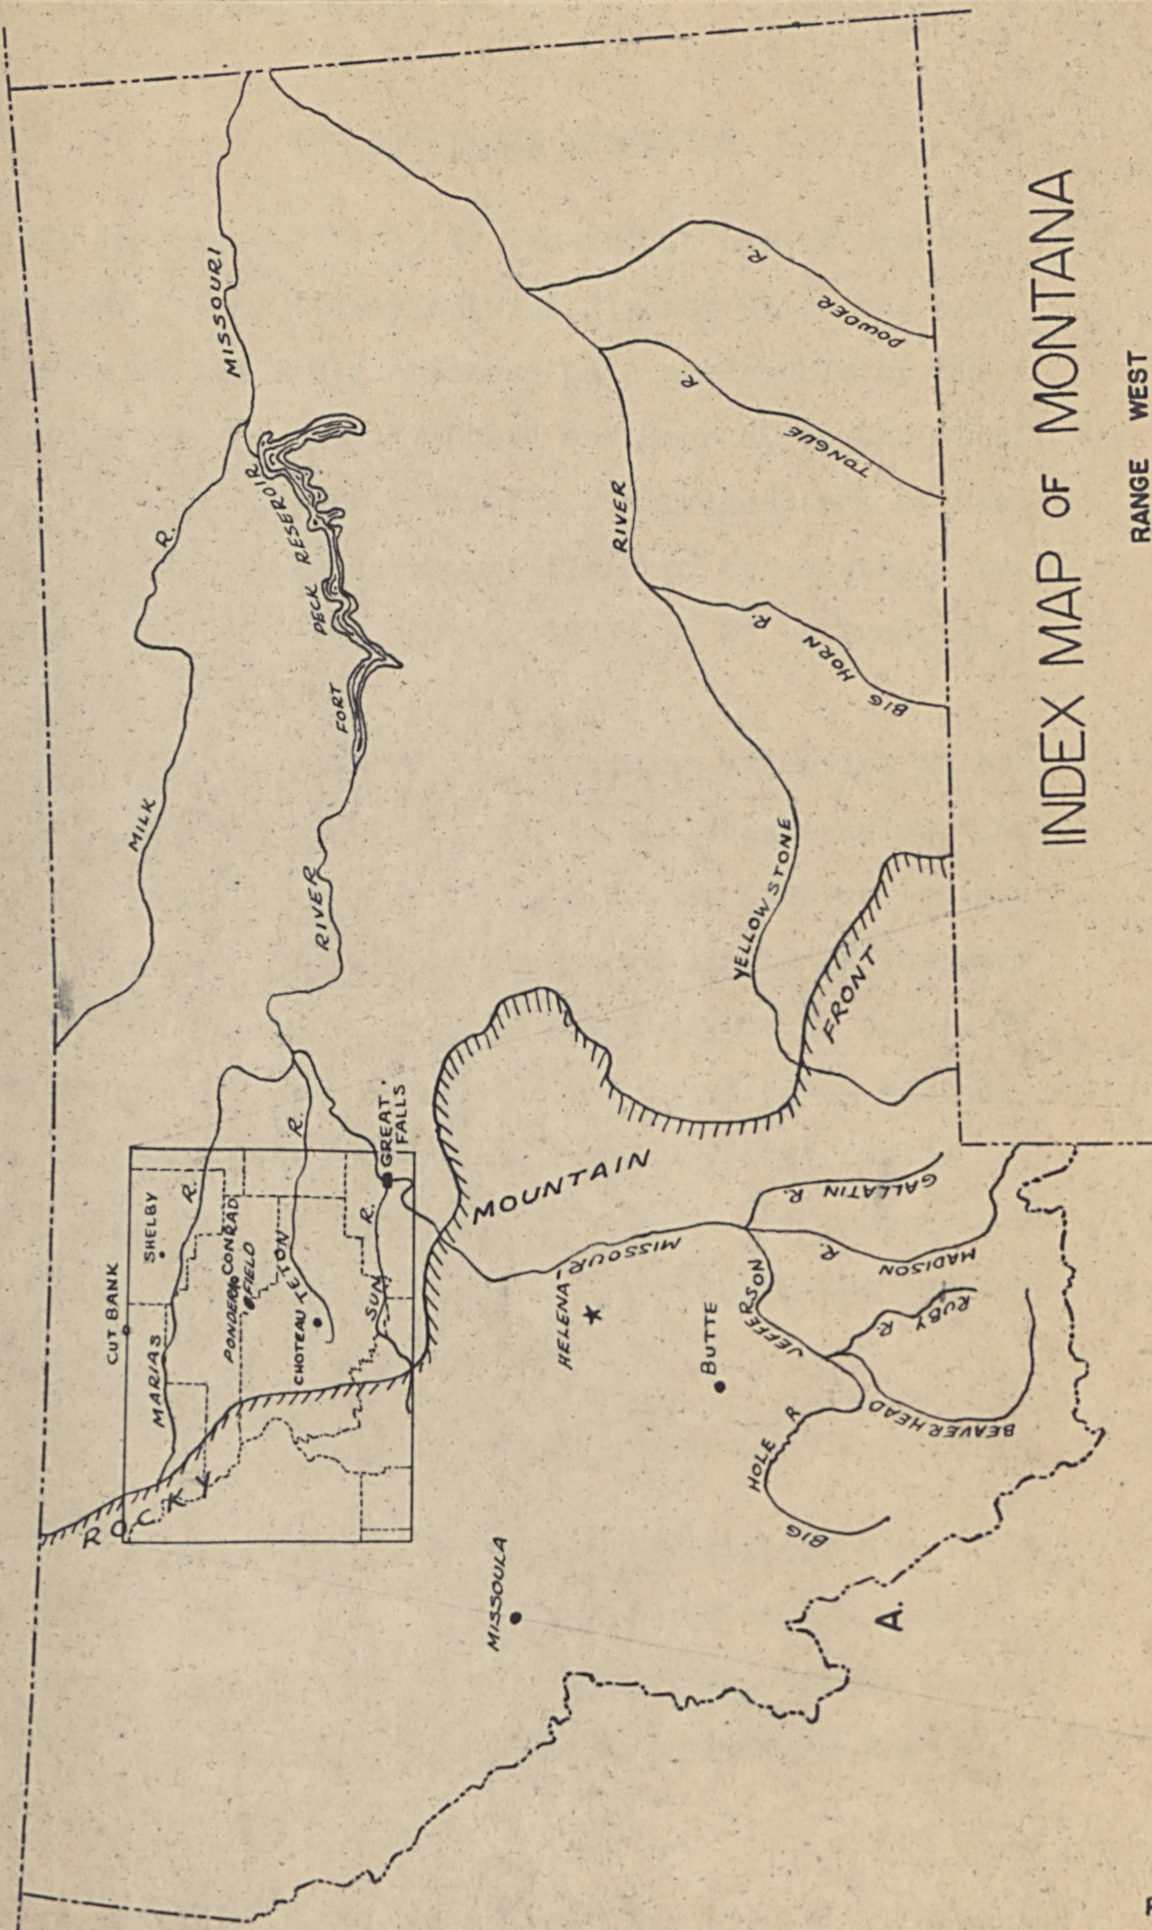 INDEX MAP OF MONTANA
RANGE WEST
CUT BANK
SHELBY
MARIAS R.
CONRAD
PONDERA
FIELD
CHOTEAU
TETON R.
SUN R.
GREAT
FALLS
ROCKY MOUNTAIN FRONT
MILK R.
MISSOURI RIVER
FORT PECK RESEROIR
MISSOURI
YELLOWSTONE RIVER
BIG HORN R.
TONGUE R.
POWDER R.
MISSOULA
HELENA
BUTTE
GALLATIN R.
MADISON R.
JEFFERSON
RUBY R.
BEAVERHEAD
BIG HOLE R
A.